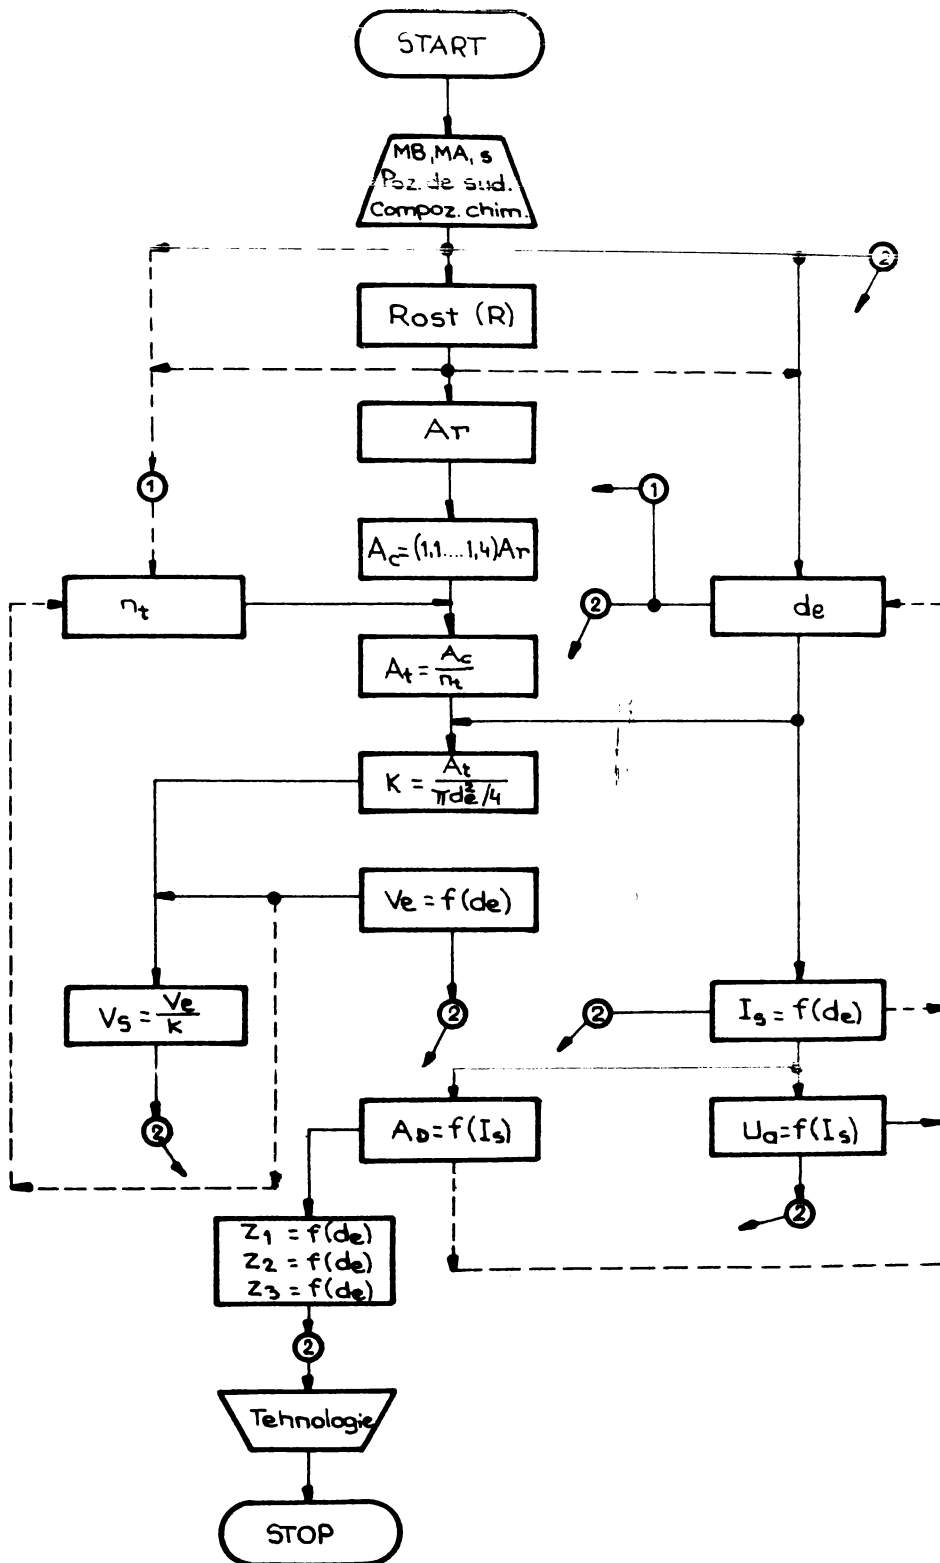 START
MB, MA, s
Poz. de sud.
Compoz. chim.
2
Rost (R)
Ar
1
1
Ac = (1,1....1,4)Ar
nt
2
de
At = Ac/nt
K = At/(πde²/4)
Ve = f(de)
Vs = Ve/K
2
2
Is = f(de)
2
AD = f(Is)
Ua = f(Is)
2
Z1 = f(de)
Z2 = f(de)
Z3 = f(de)
2
Tehnologie
STOP